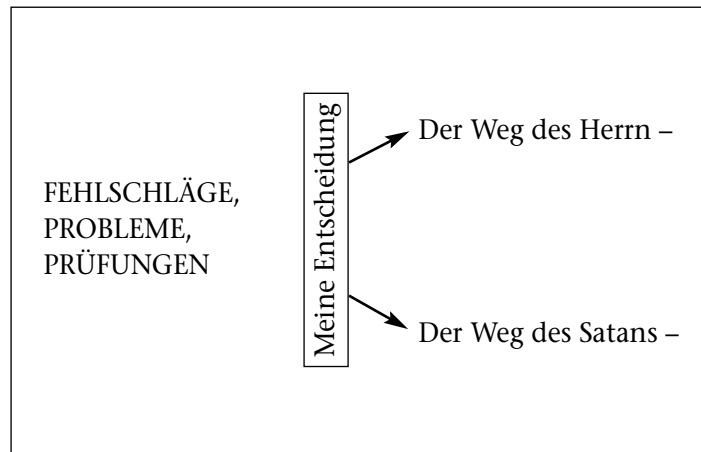 FEHLSCHLÄGE,
PROBLEME,
PRÜFUNGEN
Meine Entscheidung
Der Weg des Herrn –
Der Weg des Satans –